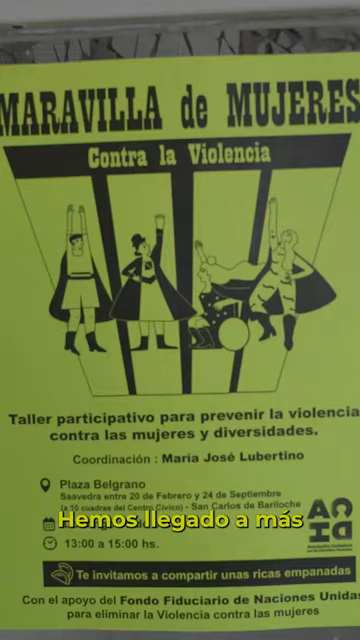 MARAVILLA de MUJERES
Contra la Violencia
Taller participativo para prevenir la violencia
contra las mujeres y diversidades.
Coordinación : María José Lubertino
Plaza Belgrano
Saavedra entre 20 de Febrero y 24 de Septiembre
(a 10 cuadras del Centro Cívico) - San Carlos de Bariloche
Hemos llegado a más
13:00 a 15:00 hs.
ACDH
Te invitamos a compartir unas ricas empanadas
Con el apoyo del Fondo Fiduciario de Naciones Unidas
para eliminar la Violencia contra las mujeres